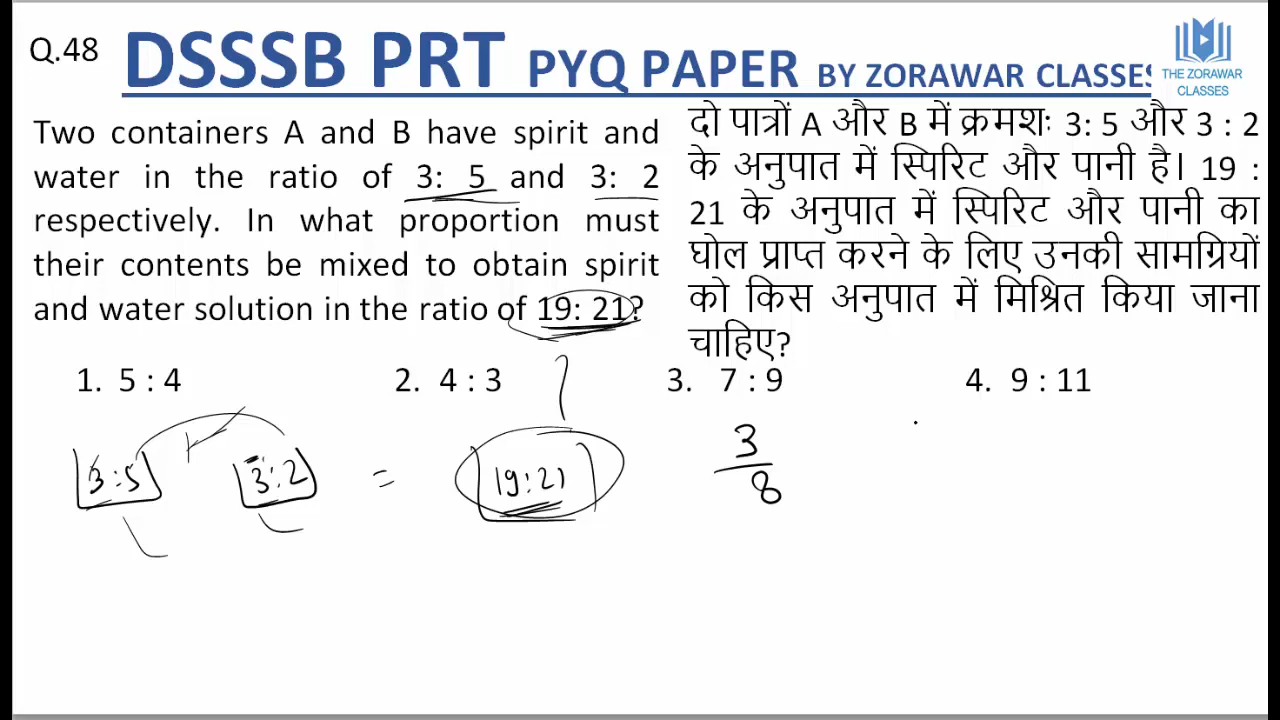 Q.48
DSSSB PRT PYQ PAPER BY ZORAWAR CLASSES
THE ZORAWAR
CLASSES
Two containers A and B have spirit and
water in the ratio of 3: 5 and 3: 2
respectively. In what proportion must
their contents be mixed to obtain spirit
and water solution in the ratio of 19: 21?
दो पात्रों A और B में क्रमशः 3: 5 और 3 : 2
के अनुपात में स्पिरिट और पानी है। 19 :
21 के अनुपात में स्पिरिट और पानी का
घोल प्राप्त करने के लिए उनकी सामग्रियों
को किस अनुपात में मिश्रित किया जाना
चाहिए?
1. 5 : 4
2. 4 : 3
3. 7 : 9
4. 9 : 11
3:5 3:2 = 19:21
3
8